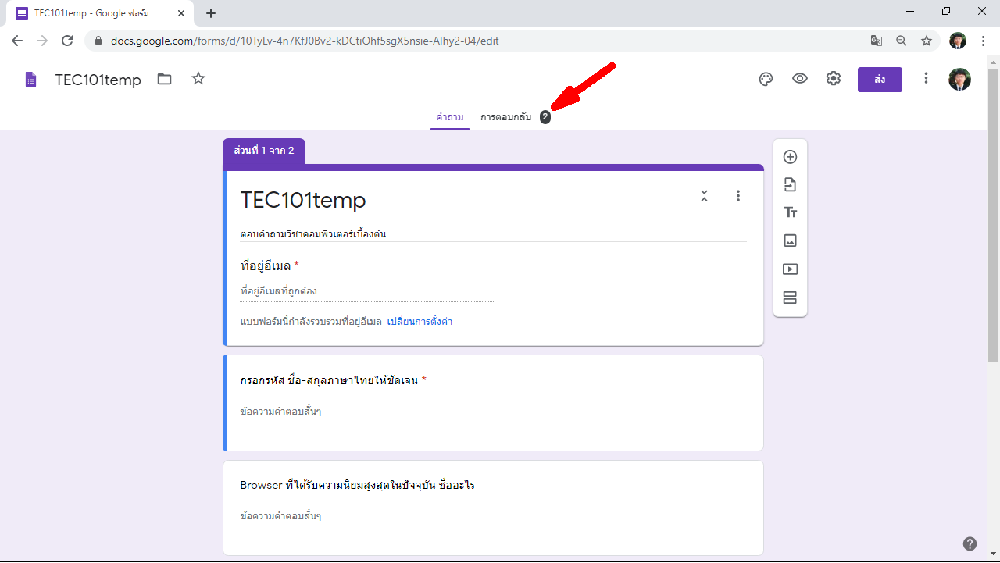 TEC101temp - Google ฟอร์ม
docs.google.com/forms/d/10TyLv-4n7KfJ0Bv2-kDCtiOhf5sgX5nsie-AIhy2-04/edit
TEC101temp
ส่ง
คำถาม การตอบกลับ 2
ส่วนที่ 1 จาก 2
TEC101temp
ตอบคำถามวิชาคอมพิวเตอร์เบื้องต้น
ที่อยู่อีเมล *
ที่อยู่อีเมลที่ถูกต้อง
แบบฟอร์มนี้กำลังรวบรวมที่อยู่อีเมล เปลี่ยนการตั้งค่า
กรอกรหัส ชื่อ-สกุลภาษาไทยให้ชัดเจน *
ข้อความคำตอบสั้นๆ
Browser ที่ได้รับความนิยมสูงสุดในปัจจุบัน ชื่ออะไร
ข้อความคำตอบสั้นๆ